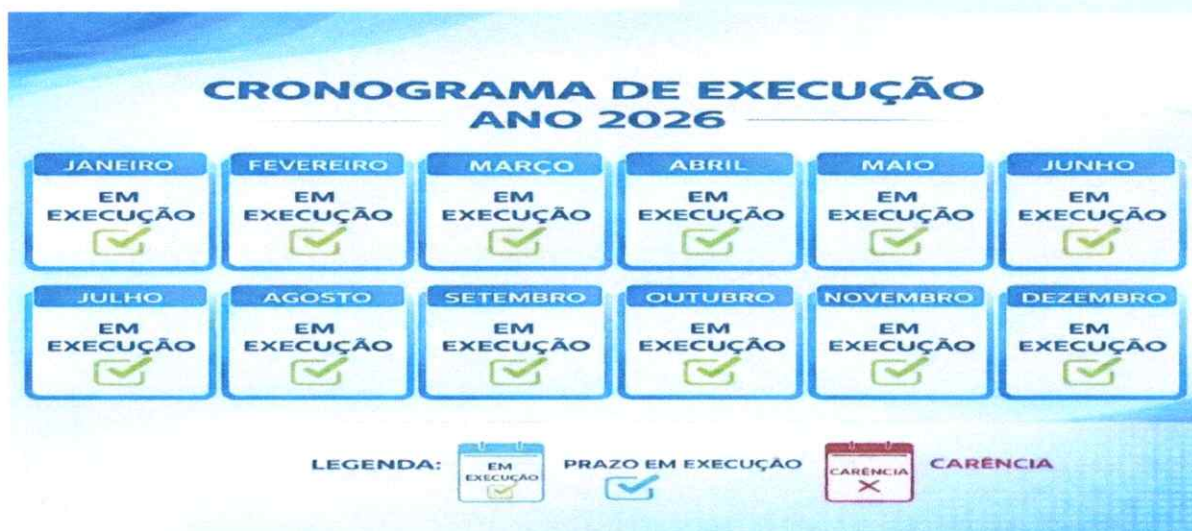 CRONOGRAMA DE EXECUÇÃO
ANO 2026
JANEIRO FEVEREIRO MARÇO ABRIL MAIO JUNHO
EM EM EM EM EM EM
EXECUÇÃO EXECUÇÃO EXECUÇÃO EXECUÇÃO EXECUÇÃO EXECUÇÃO
JULHO AGOSTO SETEMBRO OUTUBRO NOVEMBRO DEZEMBRO
EM EM EM EM EM EM
EXECUÇÃO EXECUÇÃO EXECUÇÃO EXECUÇÃO EXECUÇÃO EXECUÇÃO
LEGENDA: EM EXECUÇÃO PRAZO EM EXECUÇÃO CARÊNCIA CARÊNCIA